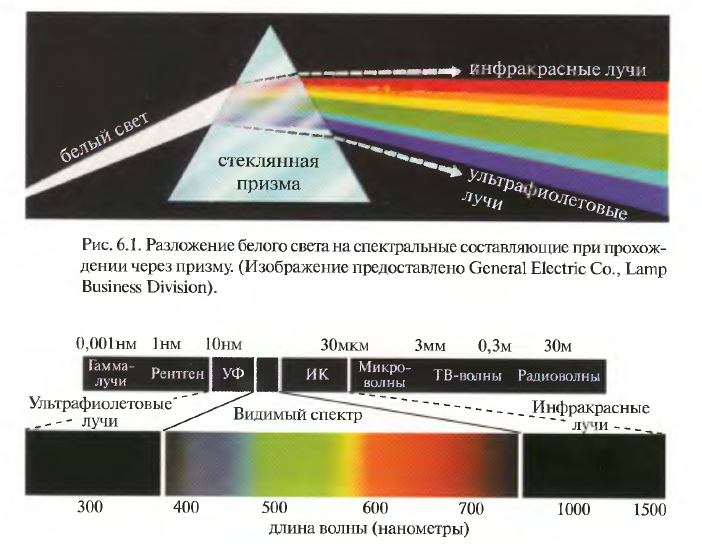 инфракрасные лучи
белый свет
стеклянная
призма
ультрафиолетовые
лучи
Рис. 6.1. Разложение белого света на спектральные составляющие при прохож-
дении через призму. (Изображение предоставлено General Electric Co., Lamp
Business Division).
0,001нм 1нм 10нм 30мкм 3мм 0,3м 30м
Гамма-
лучи Рентген УФ ИК Микро-
волны ТВ-волны Радиоволны
Ультрафиолетовые
лучи
Видимый спектр
Инфракрасные
лучи
300 400 500 600 700 1000 1500
длина волны (нанометры)